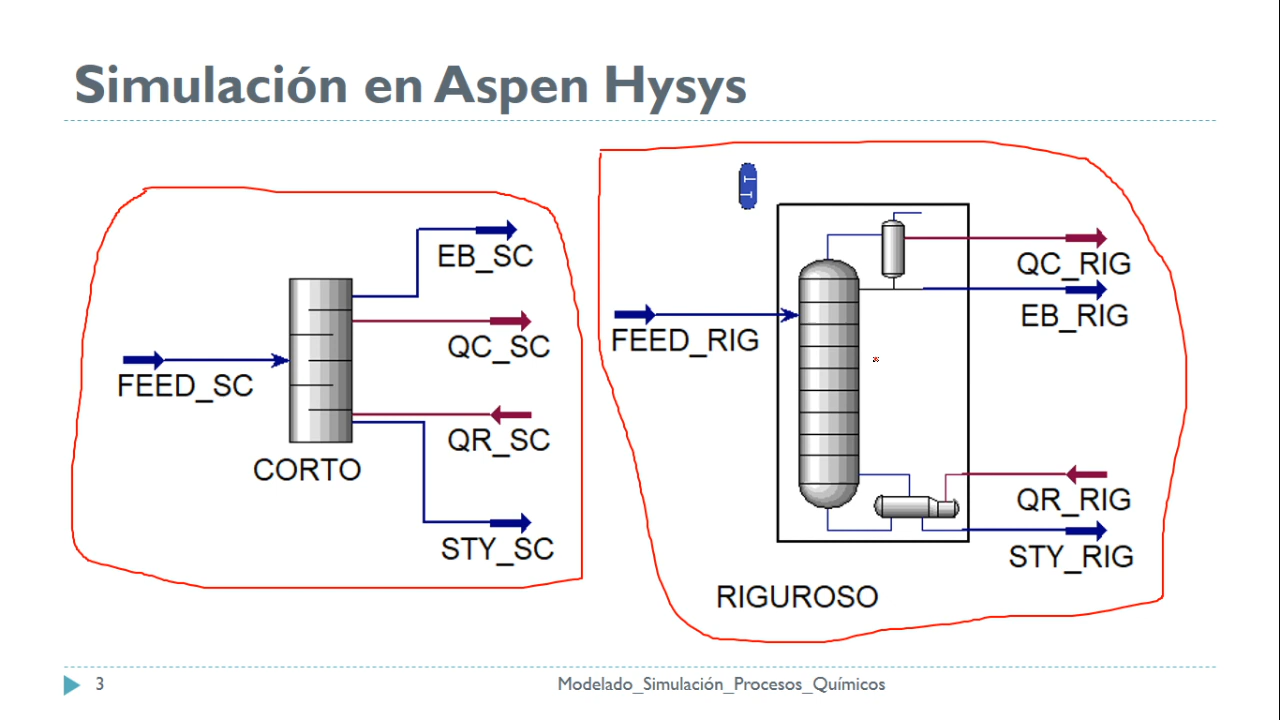 Simulación en Aspen Hysys
EB_SC
QC_SC
FEED_SC
QR_SC
CORTO
STY_SC
QC_RIG
EB_RIG
FEED_RIG
QR_RIG
STY_RIG
RIGUROSO
3
Modelado_Simulación_Procesos_Químicos